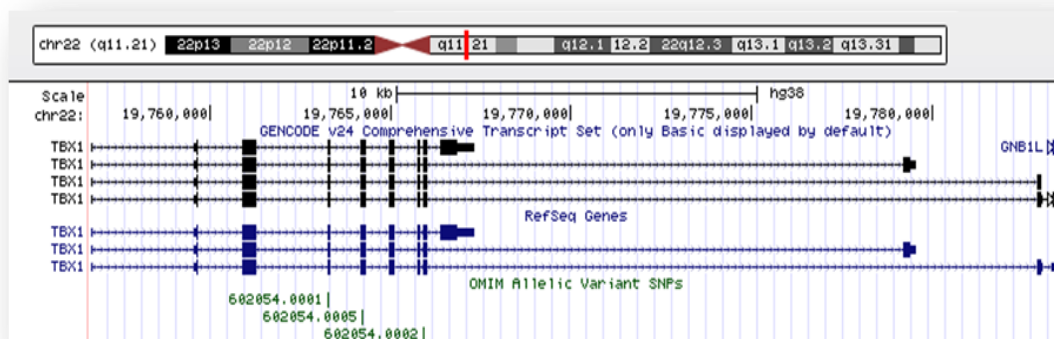 chr22 (q11.21) 22p13 22p12 22p11.2 q11 21 q12.1 12.2 22q12.3 q13.1 q13.2 q13.31
Scale 10 kb hg38
chr22: 19,760,000 19,765,000 19,770,000 19,775,000 19,780,000
GENCODE v24 Comprehensive Transcript Set (only Basic displayed by default)
TBX1 GNB1L
TBX1
TBX1
TBX1
RefSeq Genes
TBX1
TBX1
TBX1
OMIM Allelic Variant SNPs
602054.0001
602054.0005
602054.0002